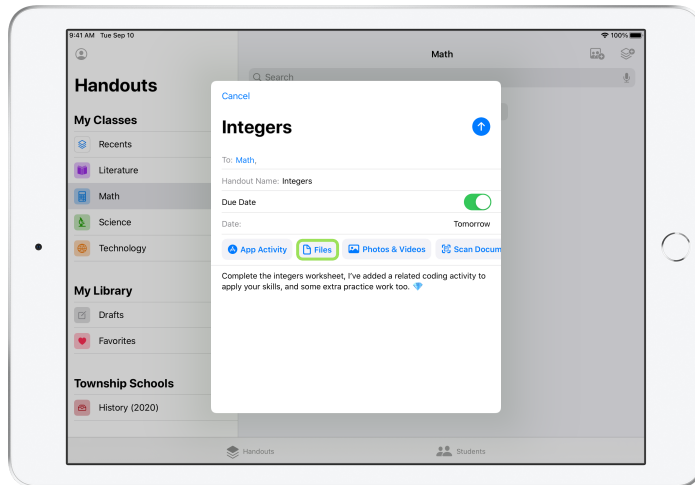 9:41 AM Tue Sep 10
100%
Math
Handouts
Search
My Classes
Recents
Literature
Math
Science
Technology
My Library
Drafts
Favorites
Township Schools
History (2020)
Cancel
Integers
To: Math,
Handout Name: Integers
Due Date
Date: Tomorrow
App Activity Files Photos & Videos Scan Docum
Complete the integers worksheet, I've added a related coding activity to
apply your skills, and some extra practice work too. 💎
Handouts Students